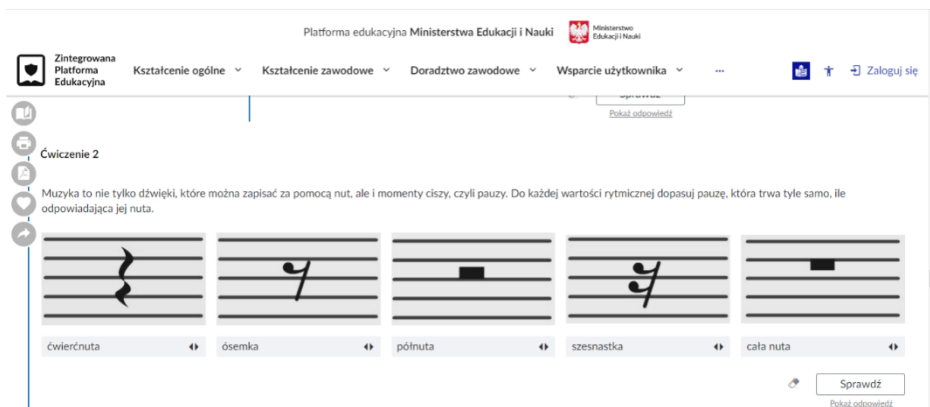 Platforma edukacyjna Ministerstwa Edukacji i Nauki
Ministerstwo
Edukacji i Nauki
Zintegrowana
Platforma
Edukacyjna
Kształcenie ogólne
Kształcenie zawodowe
Doradztwo zawodowe
Wsparcie użytkownika
...
Zaloguj się
Sprawdź
Pokaż odpowiedź
Ćwiczenie 2
Muzyka to nie tylko dźwięki, które można zapisać za pomocą nut, ale i momenty ciszy, czyli pauzy. Do każdej wartości rytmicznej dopasuj pauzę, która trwa tyle samo, ile
odpowiadająca jej nuta.
ćwierćnuta
ósemka
półnuta
szesnastka
cała nuta
Sprawdź
Pokaż odpowiedź